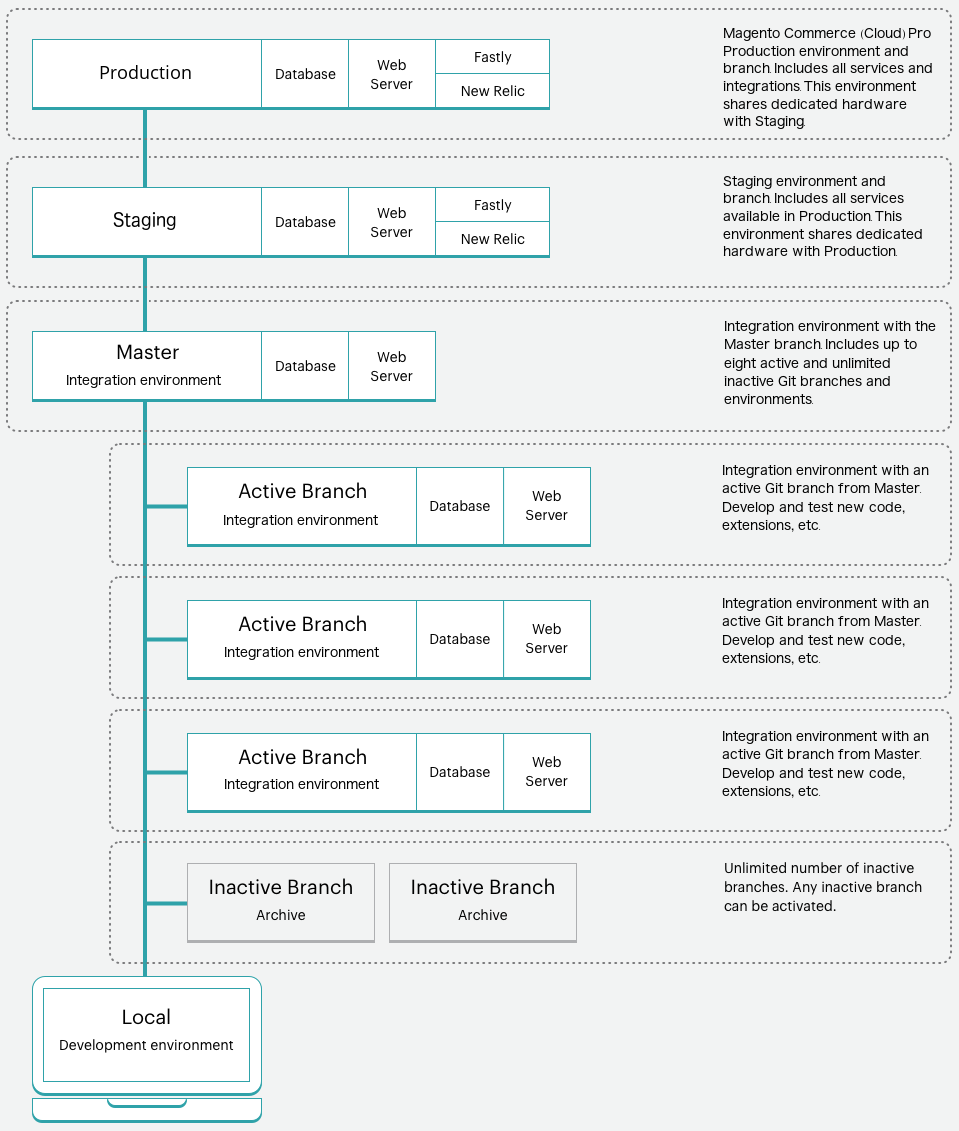 Production
Database
Web
Server
Fastly
New Relic
Magento Commerce (Cloud) Pro
Production environment and
branch. Includes all services and
integrations. This environment
shares dedicated hardware
with Staging.
Staging
Database
Web
Server
Fastly
New Relic
Staging environment and
branch. Includes all services
available in Production. This
environment shares dedicated
hardware with Production.
Master
Integration environment
Database
Web
Server
Integration environment with the
Master branch. Includes up to
eight active and unlimited
inactive Git branches and
environments.
Active Branch
Integration environment
Database
Web
Server
Integration environment with an
active Git branch from Master.
Develop and test new code,
extensions, etc.
Active Branch
Integration environment
Database
Web
Server
Integration environment with an
active Git branch from Master.
Develop and test new code,
extensions, etc.
Active Branch
Integration environment
Database
Web
Server
Integration environment with an
active Git branch from Master.
Develop and test new code,
extensions, etc.
Inactive Branch
Archive
Inactive Branch
Archive
Unlimited number of inactive
branches. Any inactive branch
can be activated.
Local
Development environment